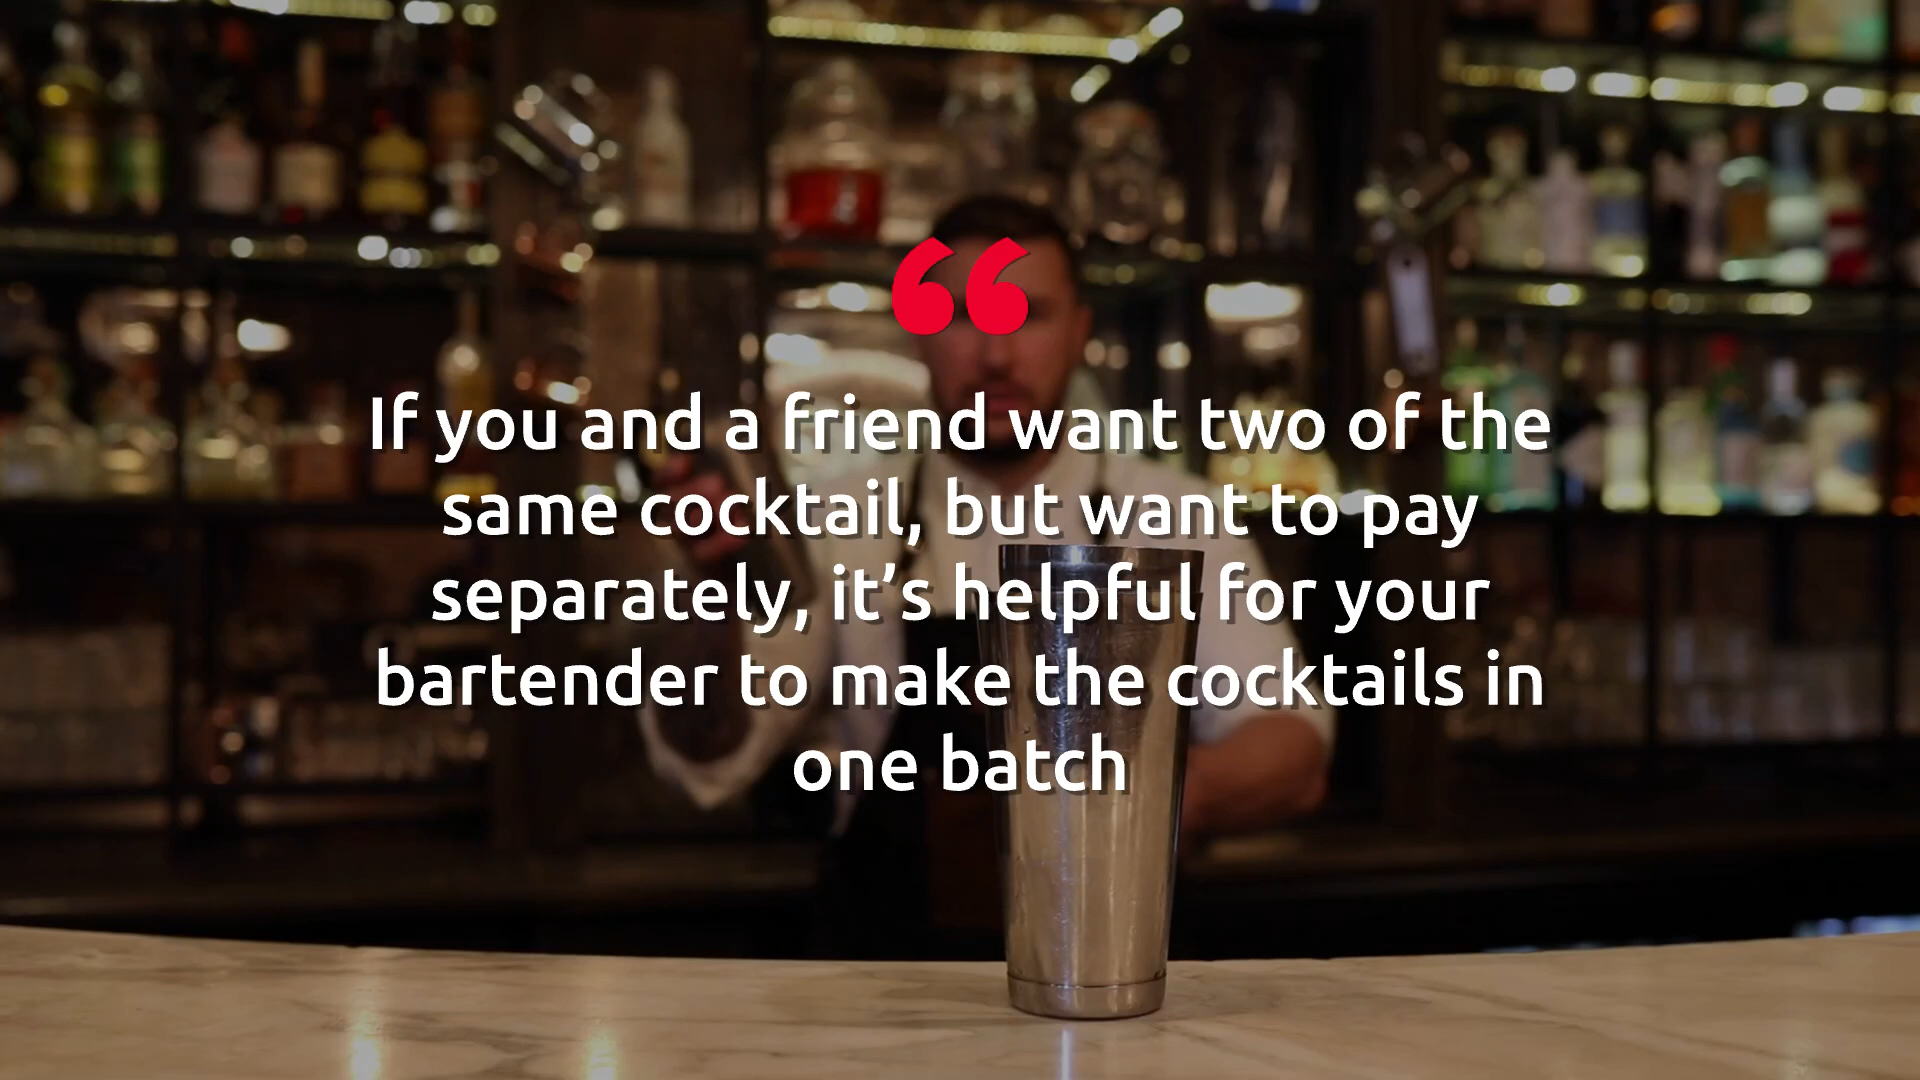 “
If you and a friend want two of the
same cocktail, but want to pay
separately, it’s helpful for your
bartender to make the cocktails in
one batch